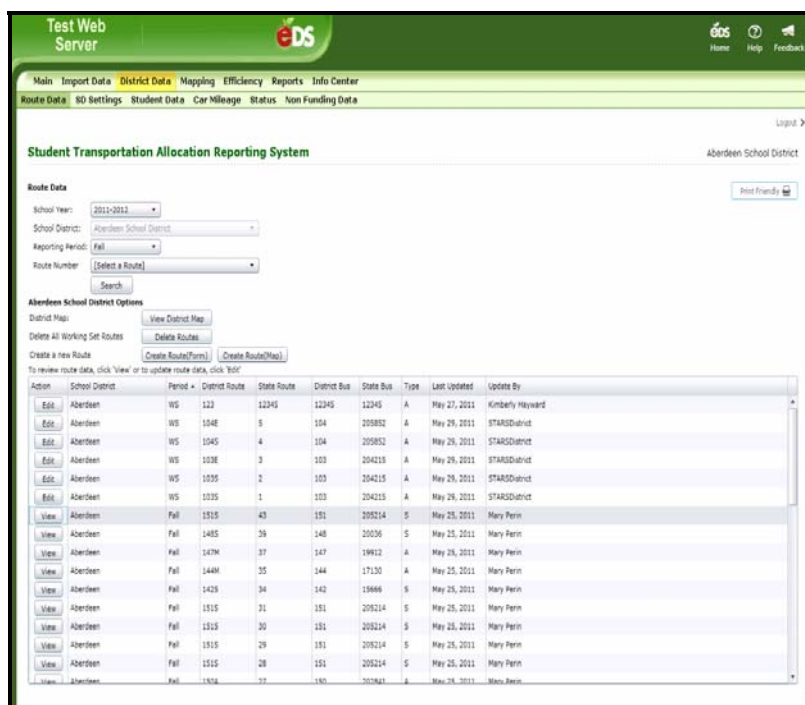 Test Web
Server
eDS
eDS
Home Help Feedback
Main Import Data District Data Mapping Efficiency Reports Info Center
Route Data SD Settings Student Data Car Mileage Status Non Funding Data
Logout >
Student Transportation Allocation Reporting System
Aberdeen School District
Route Data
Print Friendly
School Year: 2011-2012
School District: Aberdeen School District
Reporting Period: Fall
Route Number [Select a Route]
Search
Aberdeen School District Options
District Map: View District Map
Delete All Working Set Routes Delete Routes
Create a new Route Create Route(Form) Create Route(Map)
To review route data, click 'View' or to update route data, click 'Edit'
Action School District Period District Route State Route District Bus State Bus Type Last Updated Update By
Edit Aberdeen WS 123 12345 12345 12345 A May 27, 2011 Kimberly Hayward
Edit Aberdeen WS 104E 5 104 205852 A May 29, 2011 STARSDistrict
Edit Aberdeen WS 104S 4 104 205852 A May 29, 2011 STARSDistrict
Edit Aberdeen WS 103E 3 103 204215 A May 29, 2011 STARSDistrict
Edit Aberdeen WS 103S 2 103 204215 A May 29, 2011 STARSDistrict
Edit Aberdeen WS 103S 1 103 204215 A May 29, 2011 STARSDistrict
View Aberdeen Fall 151S 43 151 205214 S May 25, 2011 Mary Perin
View Aberdeen Fall 148S 39 148 20036 S May 25, 2011 Mary Perin
View Aberdeen Fall 147M 37 147 19912 A May 25, 2011 Mary Perin
View Aberdeen Fall 144M 35 144 17130 A May 25, 2011 Mary Perin
View Aberdeen Fall 142S 34 142 15666 S May 25, 2011 Mary Perin
View Aberdeen Fall 151S 31 151 205214 S May 25, 2011 Mary Perin
View Aberdeen Fall 151S 30 151 205214 S May 25, 2011 Mary Perin
View Aberdeen Fall 151S 29 151 205214 S May 25, 2011 Mary Perin
View Aberdeen Fall 151S 28 151 205214 S May 25, 2011 Mary Perin
View Aberdeen Fall 150A 27 150 202841 A May 25, 2011 Mary Perin